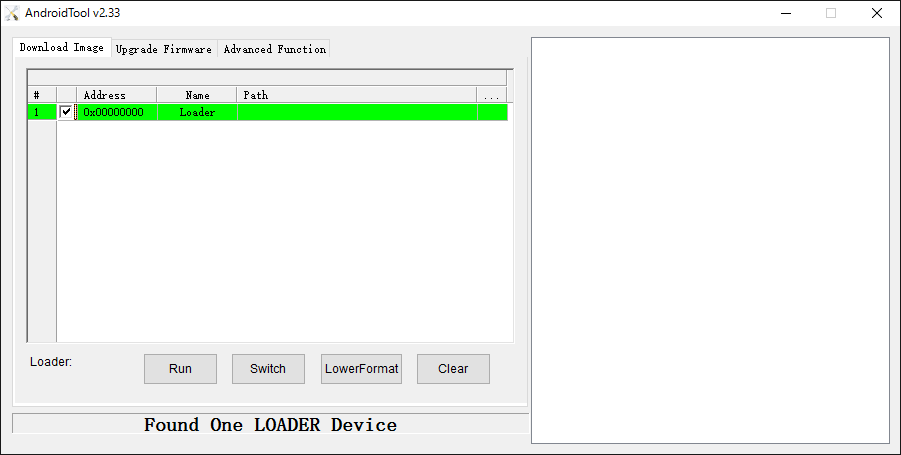 AndroidTool v2.33
Download Image Upgrade Firmware Advanced Function
# Address Name Path ...
1 0x00000000 Loader
Loader: Run Switch LowerFormat Clear
Found One LOADER Device